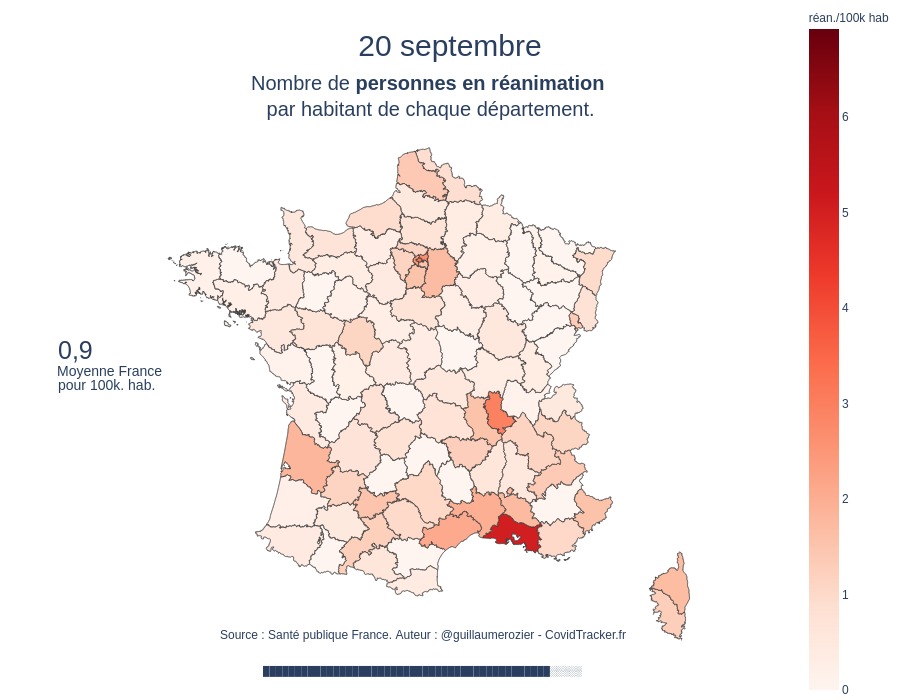 réan./100k hab
20 septembre
Nombre de personnes en réanimation
par habitant de chaque département.
6
5
4
3
2
1
0
0,9
Moyenne France
pour 100k. hab.
Source : Santé publique France. Auteur : @guillaumerozier - CovidTracker.fr